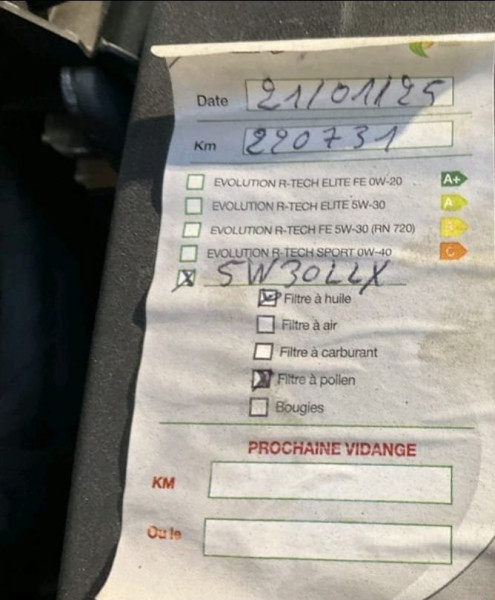 Date 21/01/25
Km 220731
EVOLUTION R-TECH ELITE FE 0W-20 A+
EVOLUTION R-TECH ELITE 5W-30 A
EVOLUTION R-TECH FE 5W-30 (RN 720) B
EVOLUTION R-TECH SPORT 0W-40 C
5W30LLX
Filtre à huile
Filtre à air
Filtre à carburant
Filtre à pollen
Bougies
PROCHAINE VIDANGE
KM
Ou le